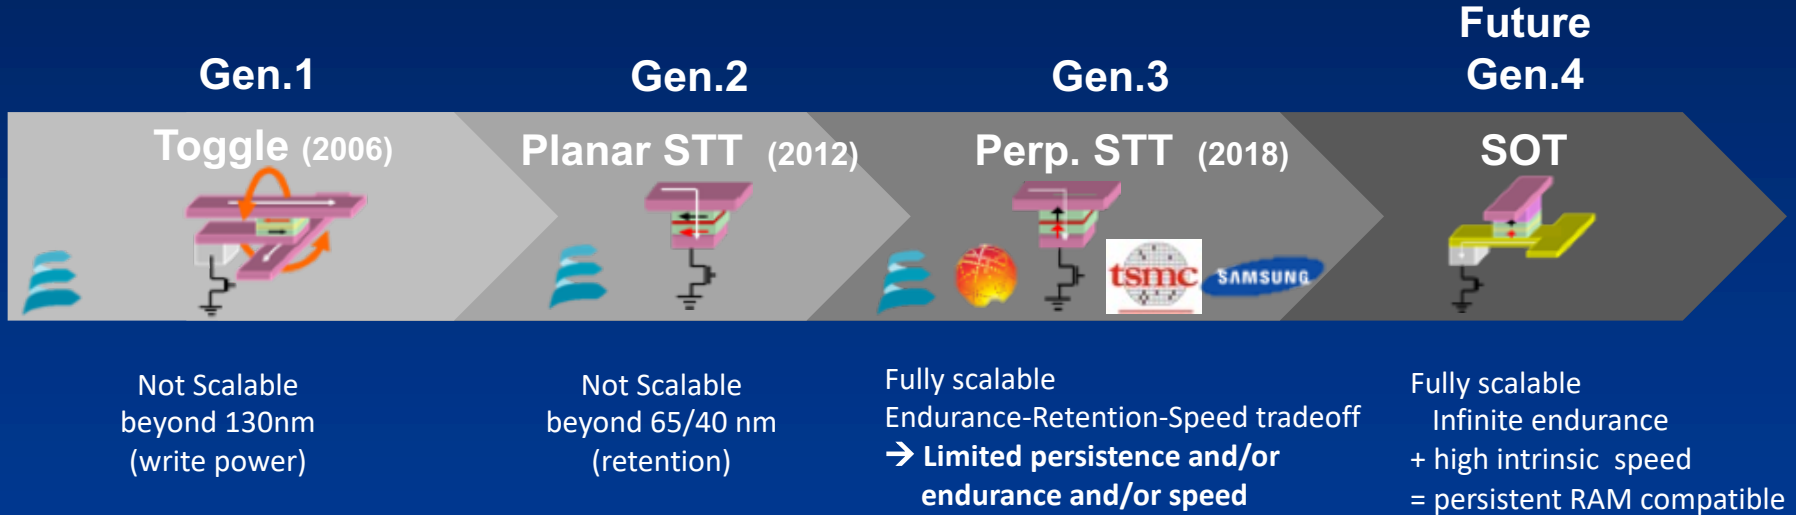 Gen.1
Gen.2
Gen.3
Future
Gen.4
Toggle (2006)
Planar STT (2012)
Perp. STT (2018)
SOT
tsmc
SAMSUNG
Not Scalable
beyond 130nm
(write power)
Not Scalable
beyond 65/40 nm
(retention)
Fully scalable
Endurance-Retention-Speed tradeoff
→ Limited persistence and/or
endurance and/or speed
Fully scalable
Infinite endurance
+ high intrinsic speed
= persistent RAM compatible